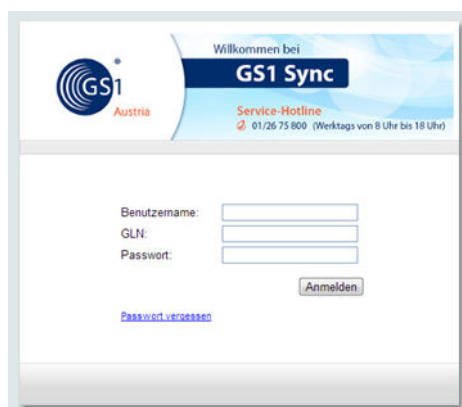 GS1
Austria
Willkommen bei
GS1 Sync
Service-Hotline
01/26 75 800 (Werktags von 8 Uhr bis 18 Uhr)
Benutzername:
GLN:
Passwort:
Anmelden
Passwort vergessen